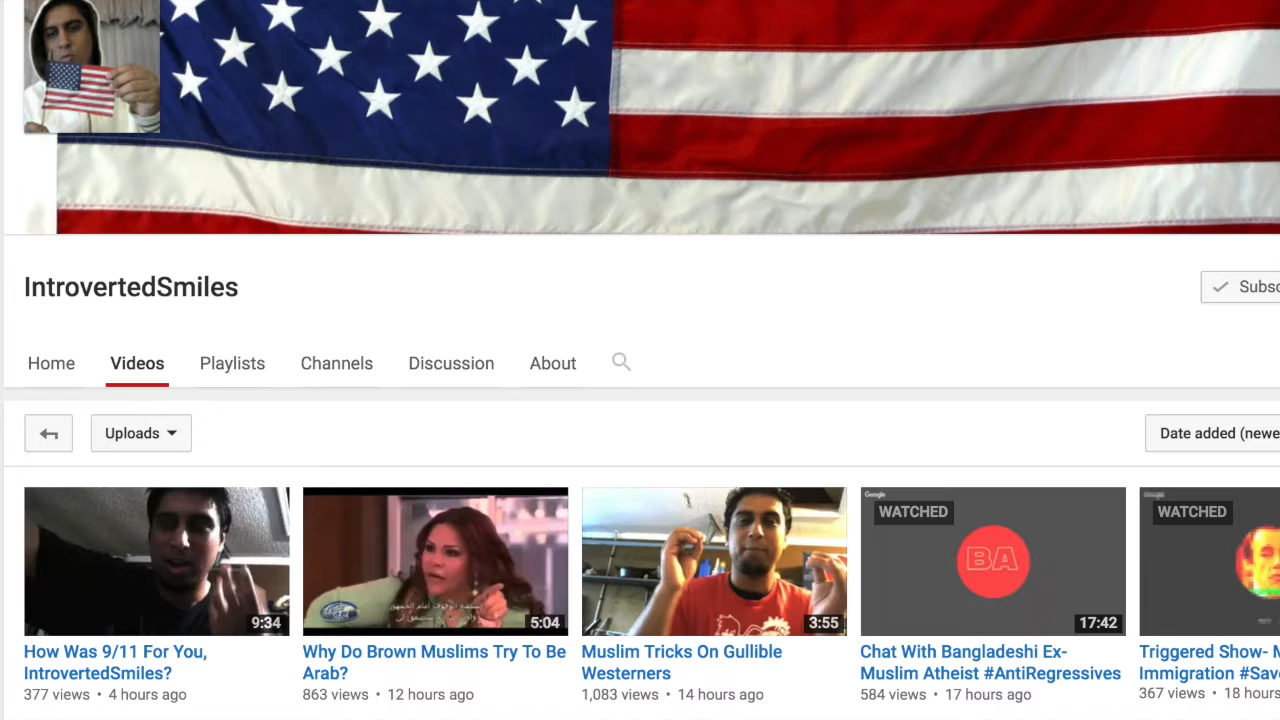 IntrovertedSmiles
Subsc
Home Videos Playlists Channels Discussion About
Uploads
Date added (newe
Google
WATCHED
WATCHED
BA
9:34
5:04
3:55
17:42
How Was 9/11 For You,
IntrovertedSmiles?
377 views • 4 hours ago
Why Do Brown Muslims Try To Be
Arab?
863 views • 12 hours ago
Muslim Tricks On Gullible
Westerners
1,083 views • 14 hours ago
Chat With Bangladeshi Ex-
Muslim Atheist #AntiRegressives
584 views • 17 hours ago
Triggered Show- M
Immigration #Save
367 views • 18 hours